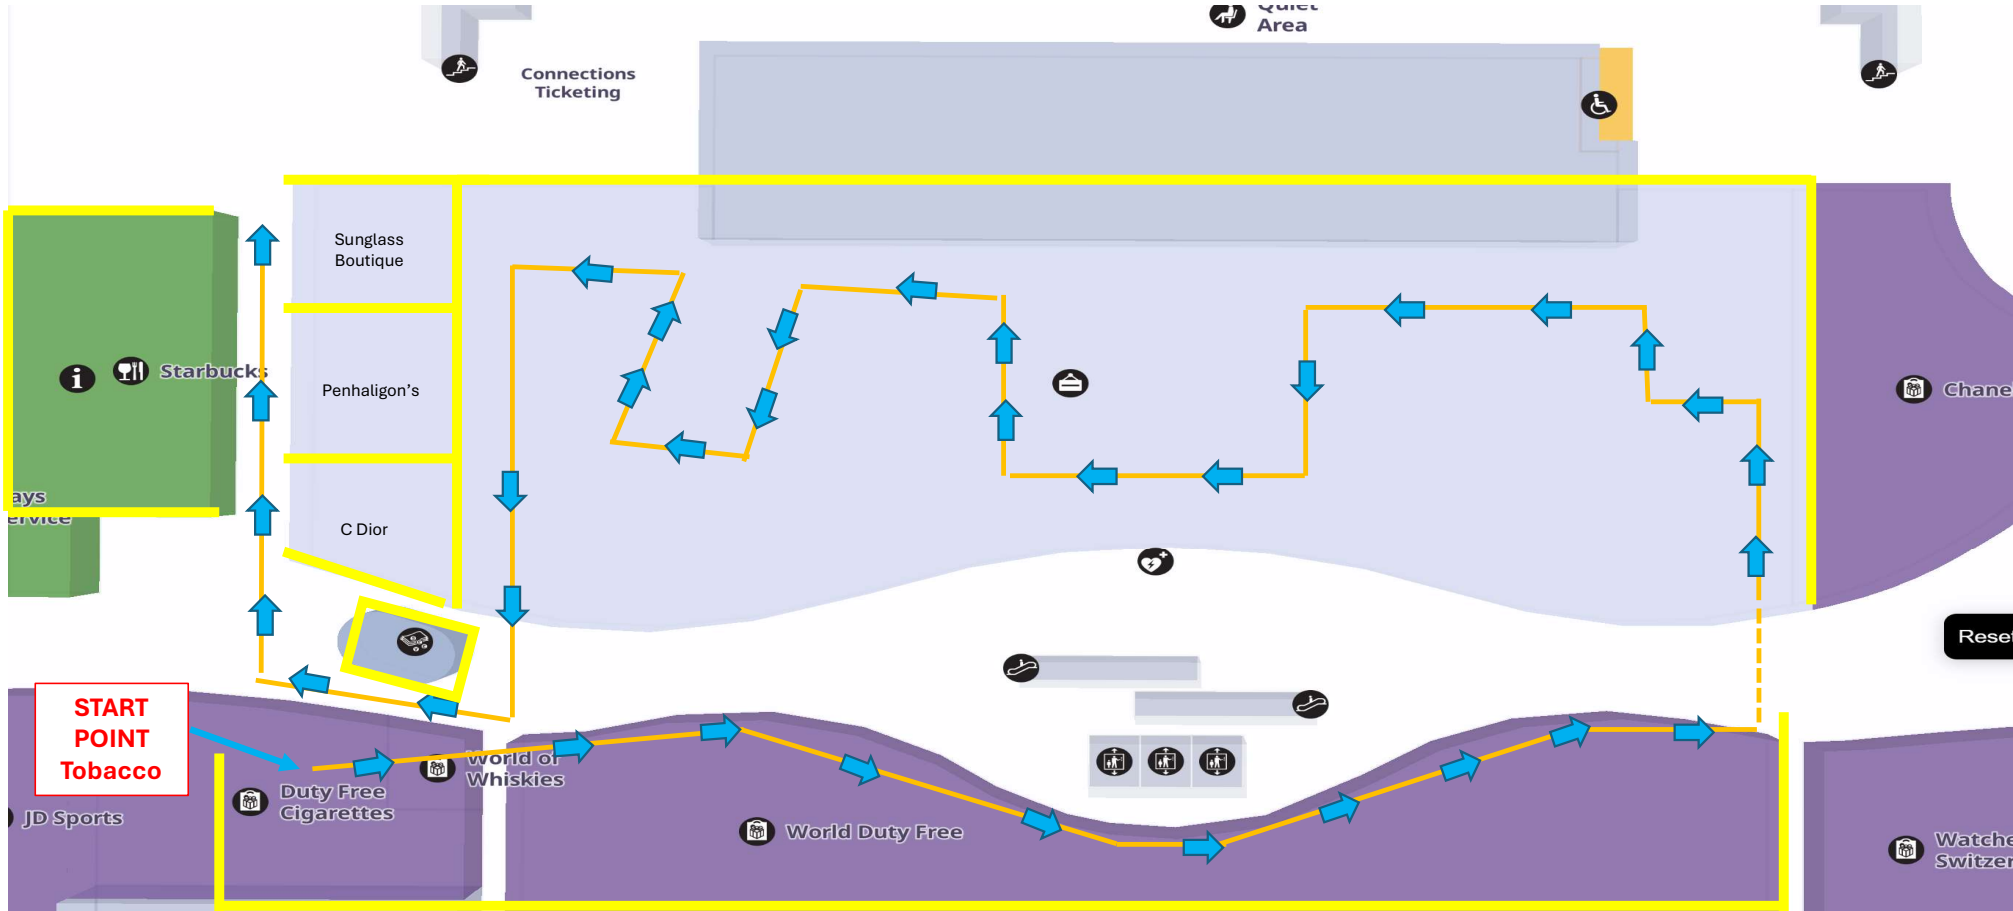 Quiet
Area
Connections
Ticketing
Sunglass
Boutique
Penhaligon's
C Dior
Starbucks
ays
ervice
Chane
Reset
START
POINT
Tobacco
World of
Whiskies
Duty Free
Cigarettes
JD Sports
World Duty Free
Watche
Switzer